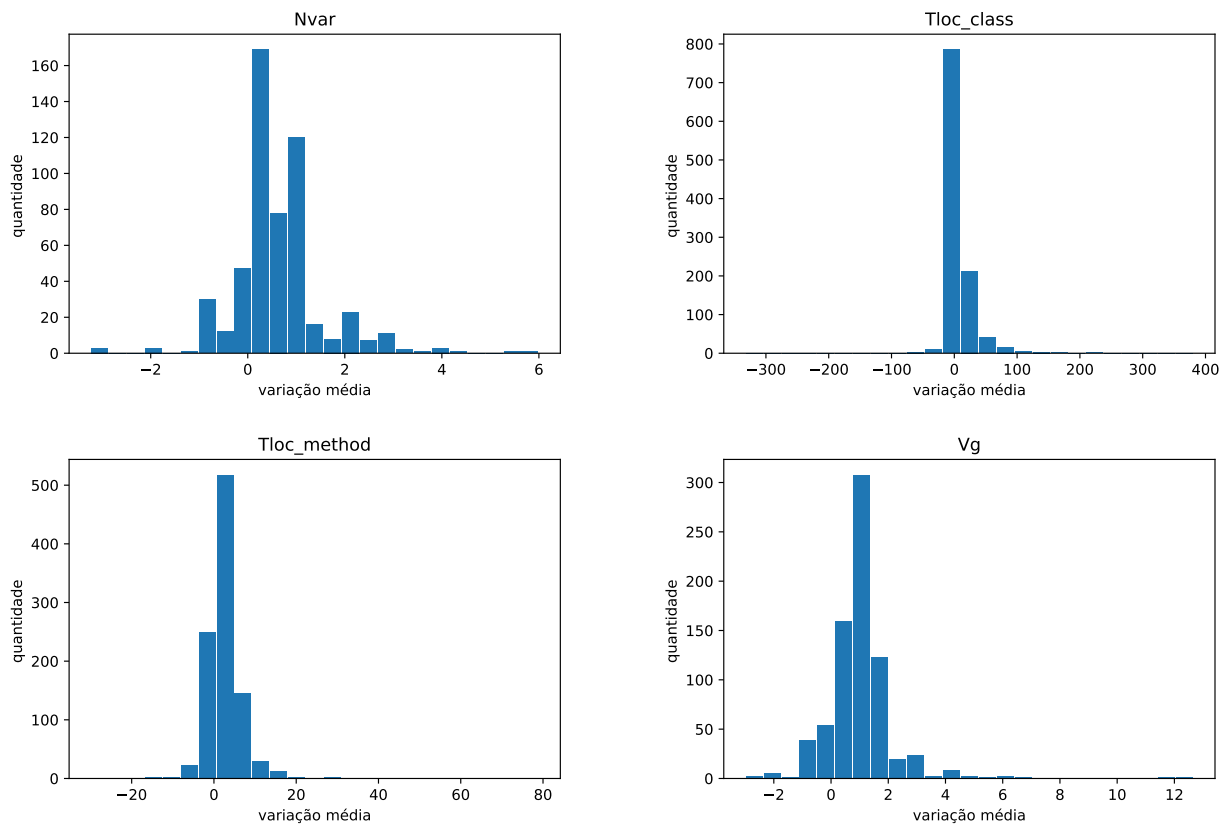 Nvar
160
140
120
100
80
60
40
20
0
quantidade
−2 0 2 4 6
variação média
Tloc_class
800
700
600
500
400
300
200
100
0
quantidade
−300 −200 −100 0 100 200 300 400
variação média
Tloc_method
500
400
300
200
100
0
quantidade
−20 0 20 40 60 80
variação média
Vg
300
250
200
150
100
50
0
quantidade
−2 0 2 4 6 8 10 12
variação média